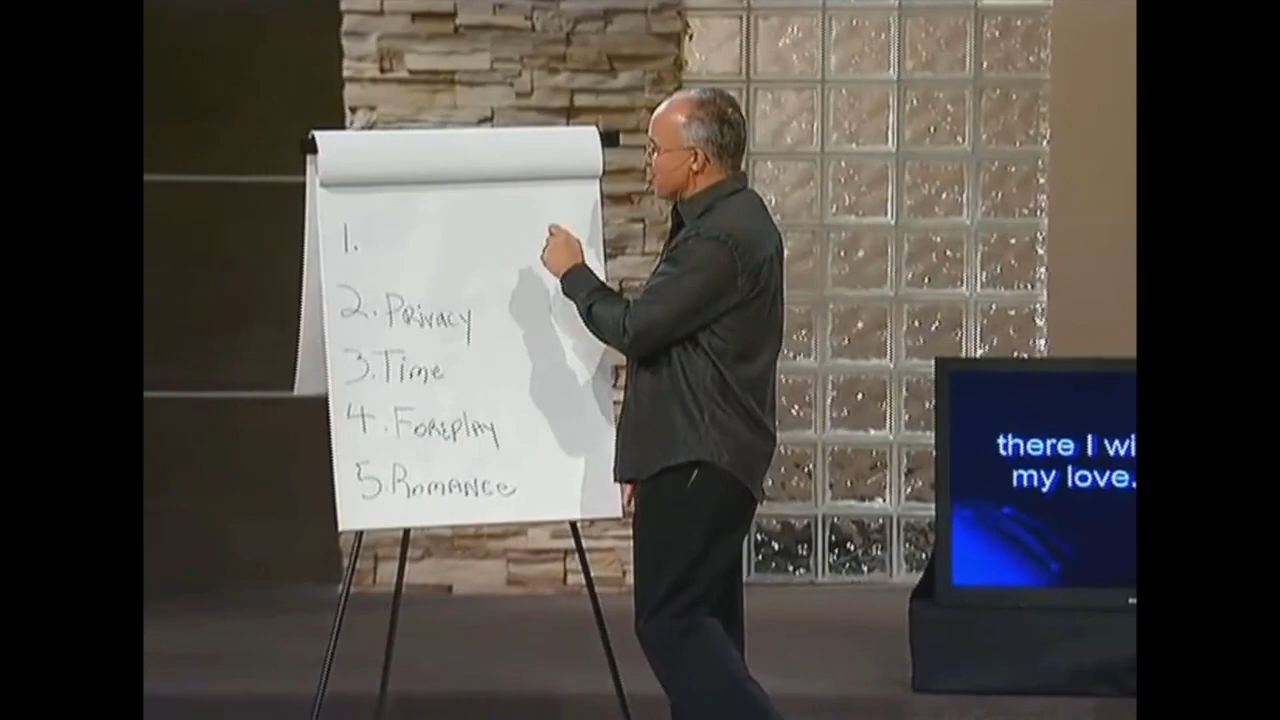 1.
2. Privacy
3. Time
4. Foreplay
5. Romance
there I wi
my love.